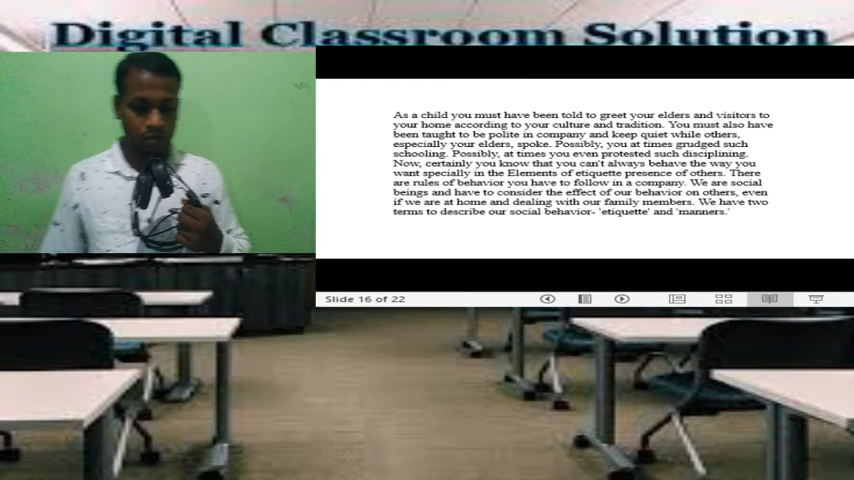 Digital Classroom Solution
As a child you must have been told to greet your elders and visitors to
your home according to your culture and tradition. You must also have
been taught to be polite in company and keep quiet while others,
especially your elders, spoke. Possibly, you at times grudged such
schooling. Possibly, at times you even protested such disciplining.
Now, certainly you know that you can't always behave the way you
want specially in the Elements of etiquette presence of others. There
are rules of behavior you have to follow in a company. We are social
beings and have to consider the effect of our behavior on others, even
if we are at home and dealing with our family members. We have two
terms to describe our social behavior- 'etiquette' and 'manners.'
Slide 16 of 22